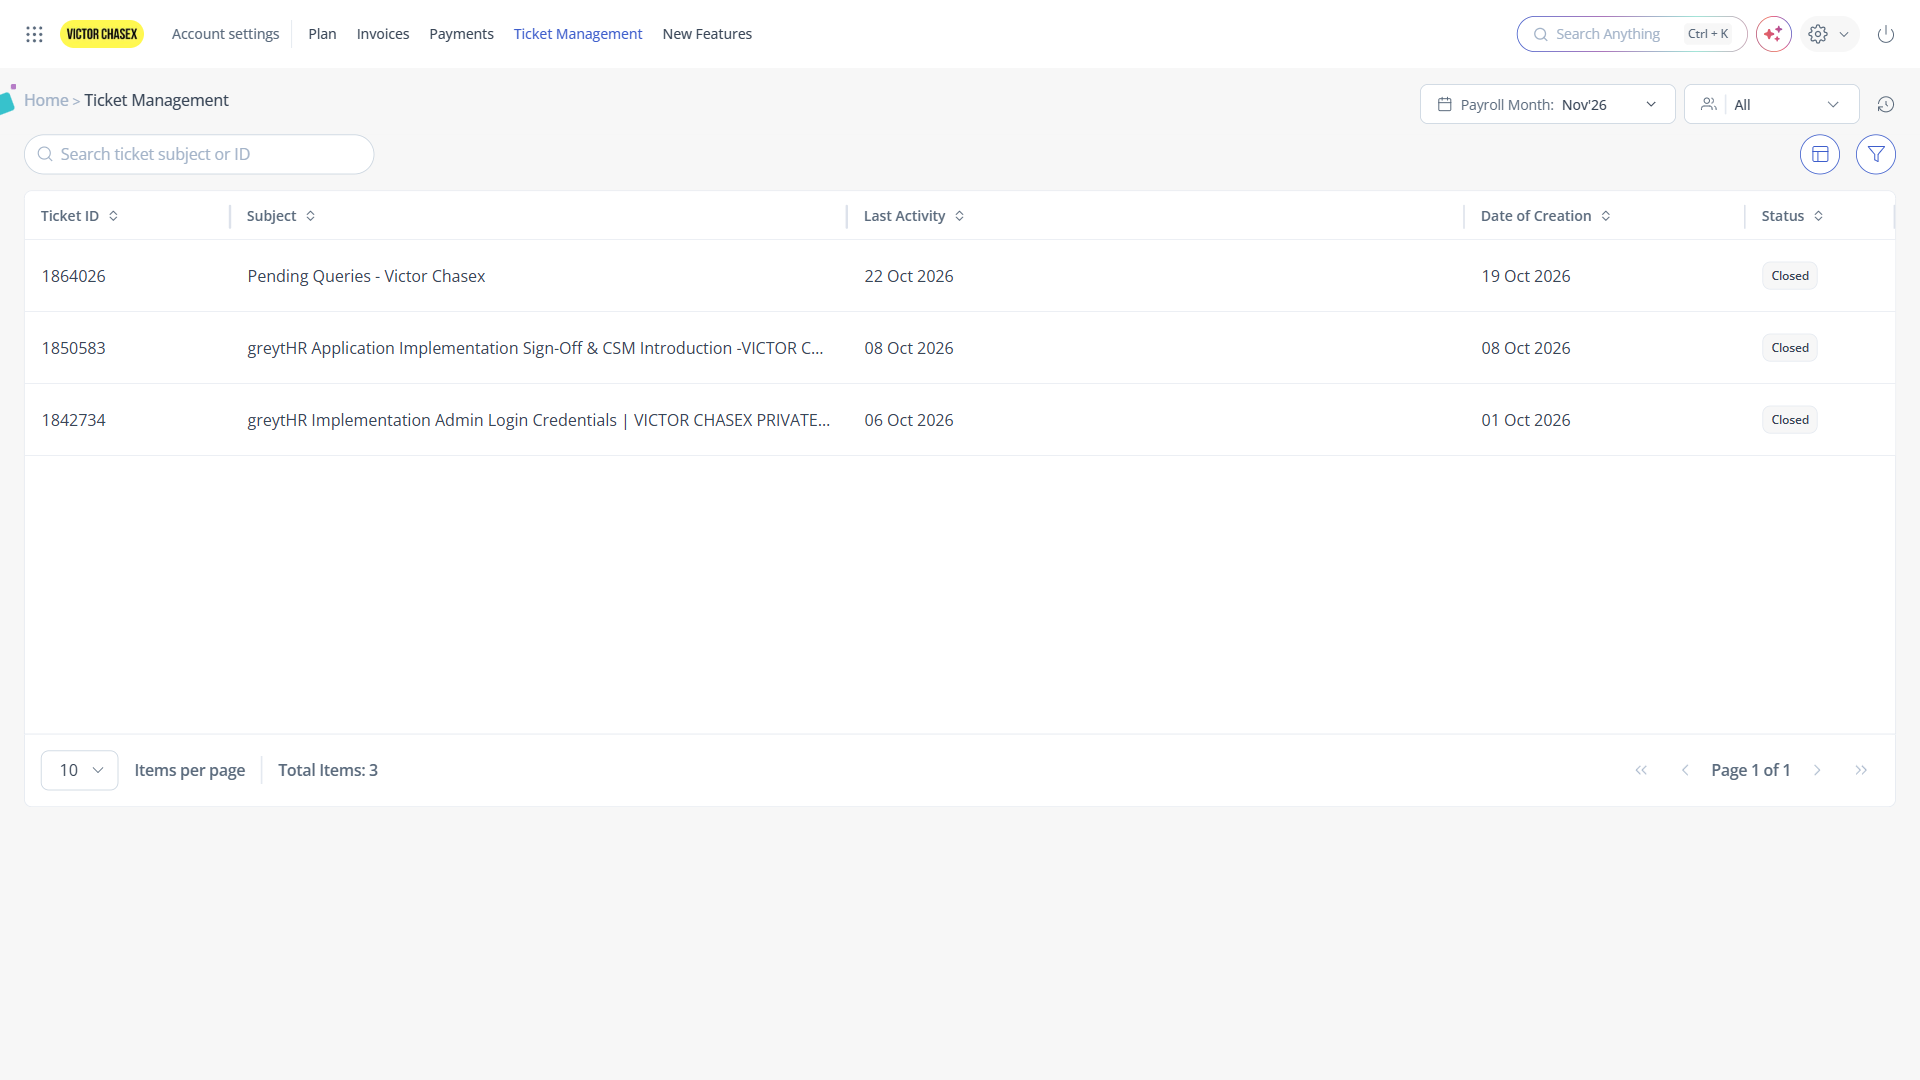 VICTOR CHASEX
Account settings
Plan
Invoices
Payments
Ticket Management
New Features
Search Anything
Ctrl + K
Home > Ticket Management
Payroll Month: Nov'26
All
Search ticket subject or ID
Ticket ID
Subject
Last Activity
Date of Creation
Status
1864026
Pending Queries - Victor Chasex
22 Oct 2026
19 Oct 2026
Closed
1850583
greytHR Application Implementation Sign-Off & CSM Introduction -VICTOR C...
08 Oct 2026
08 Oct 2026
Closed
1842734
greytHR Implementation Admin Login Credentials | VICTOR CHASEX PRIVATE...
06 Oct 2026
01 Oct 2026
Closed
10
Items per page
Total Items: 3
Page 1 of 1